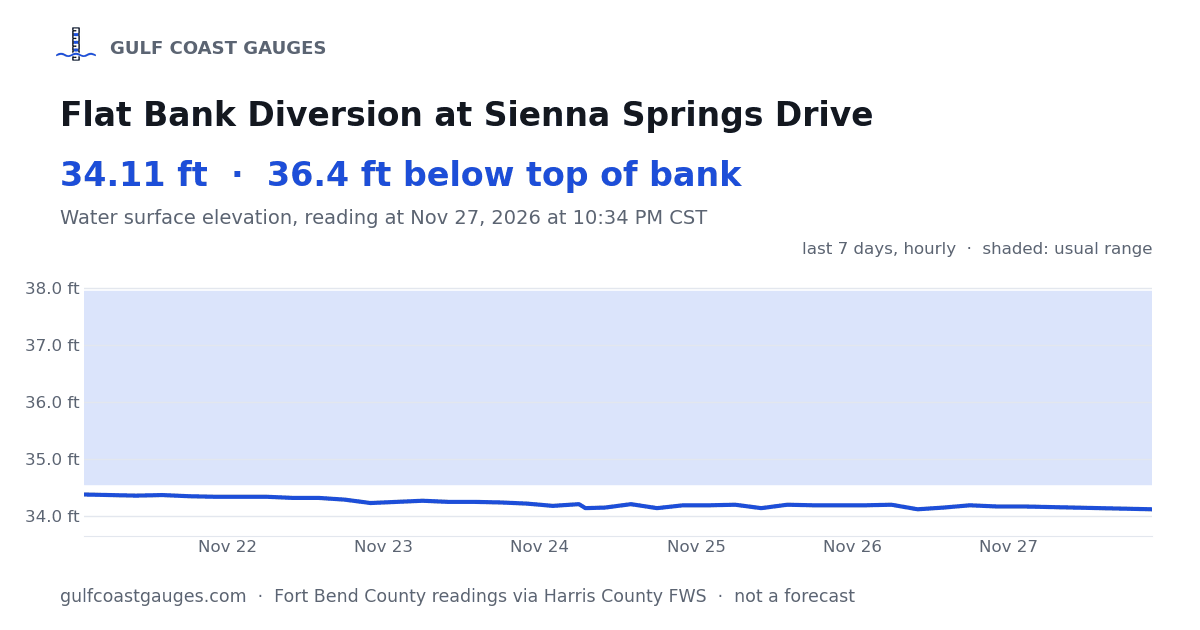 GULF COAST GAUGES
Flat Bank Diversion at Sienna Springs Drive
34.11 ft · 36.4 ft below top of bank
Water surface elevation, reading at Nov 27, 2026 at 10:34 PM CST
last 7 days, hourly · shaded: usual range
38.0 ft
37.0 ft
36.0 ft
35.0 ft
34.0 ft
Nov 22 Nov 23 Nov 24 Nov 25 Nov 26 Nov 27
gulfcoastgauges.com · Fort Bend County readings via Harris County FWS · not a forecast